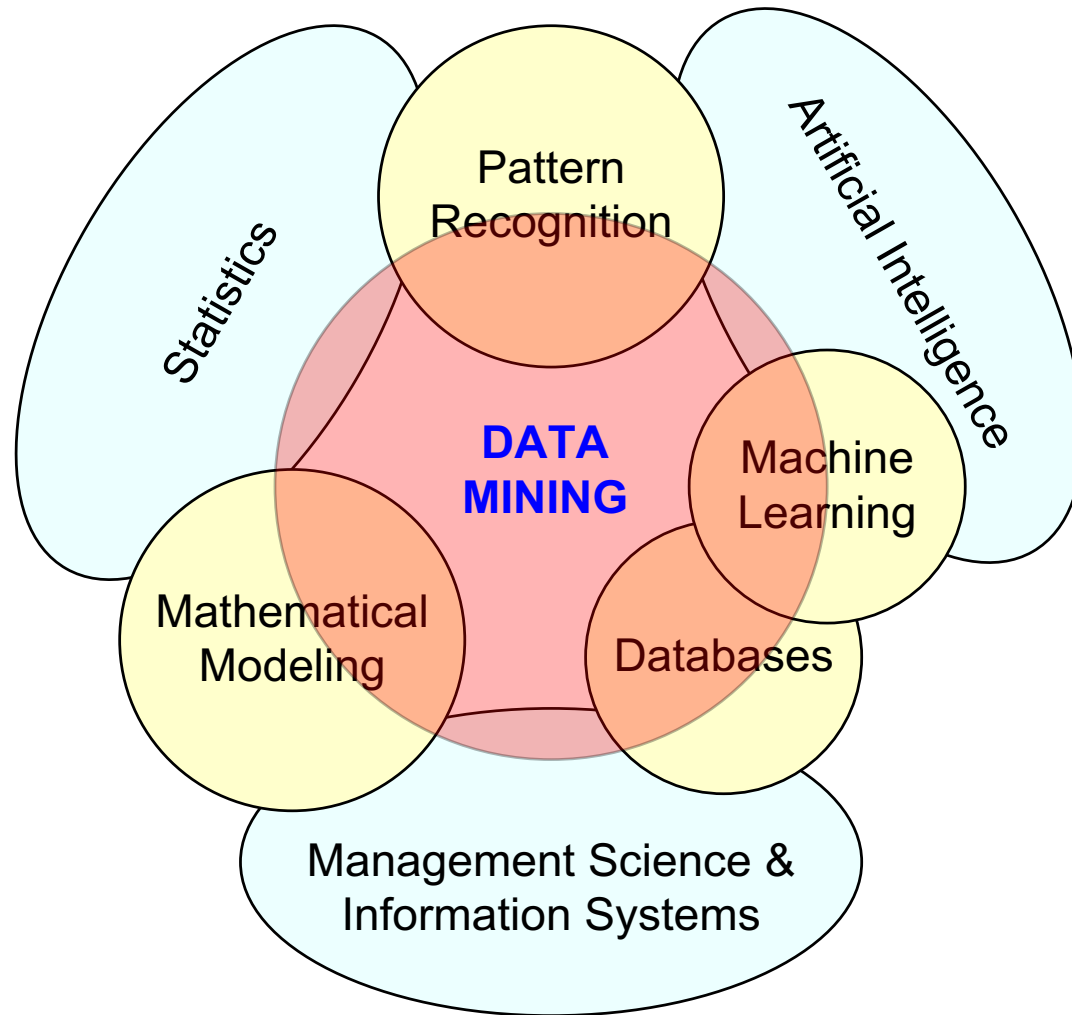 Pattern
Recognition
Artificial Intelligence
Statistics
DATA
MINING
Machine
Learning
Mathematical
Modeling
Databases
Management Science &
Information Systems